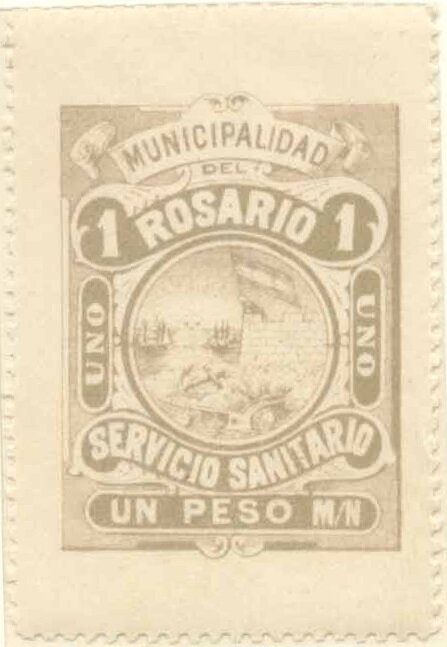 MUNICIPALIDAD
DEL
1 ROSARIO 1
UNO
UNO
SERVICIO SANITARIO
UN PESO M/N